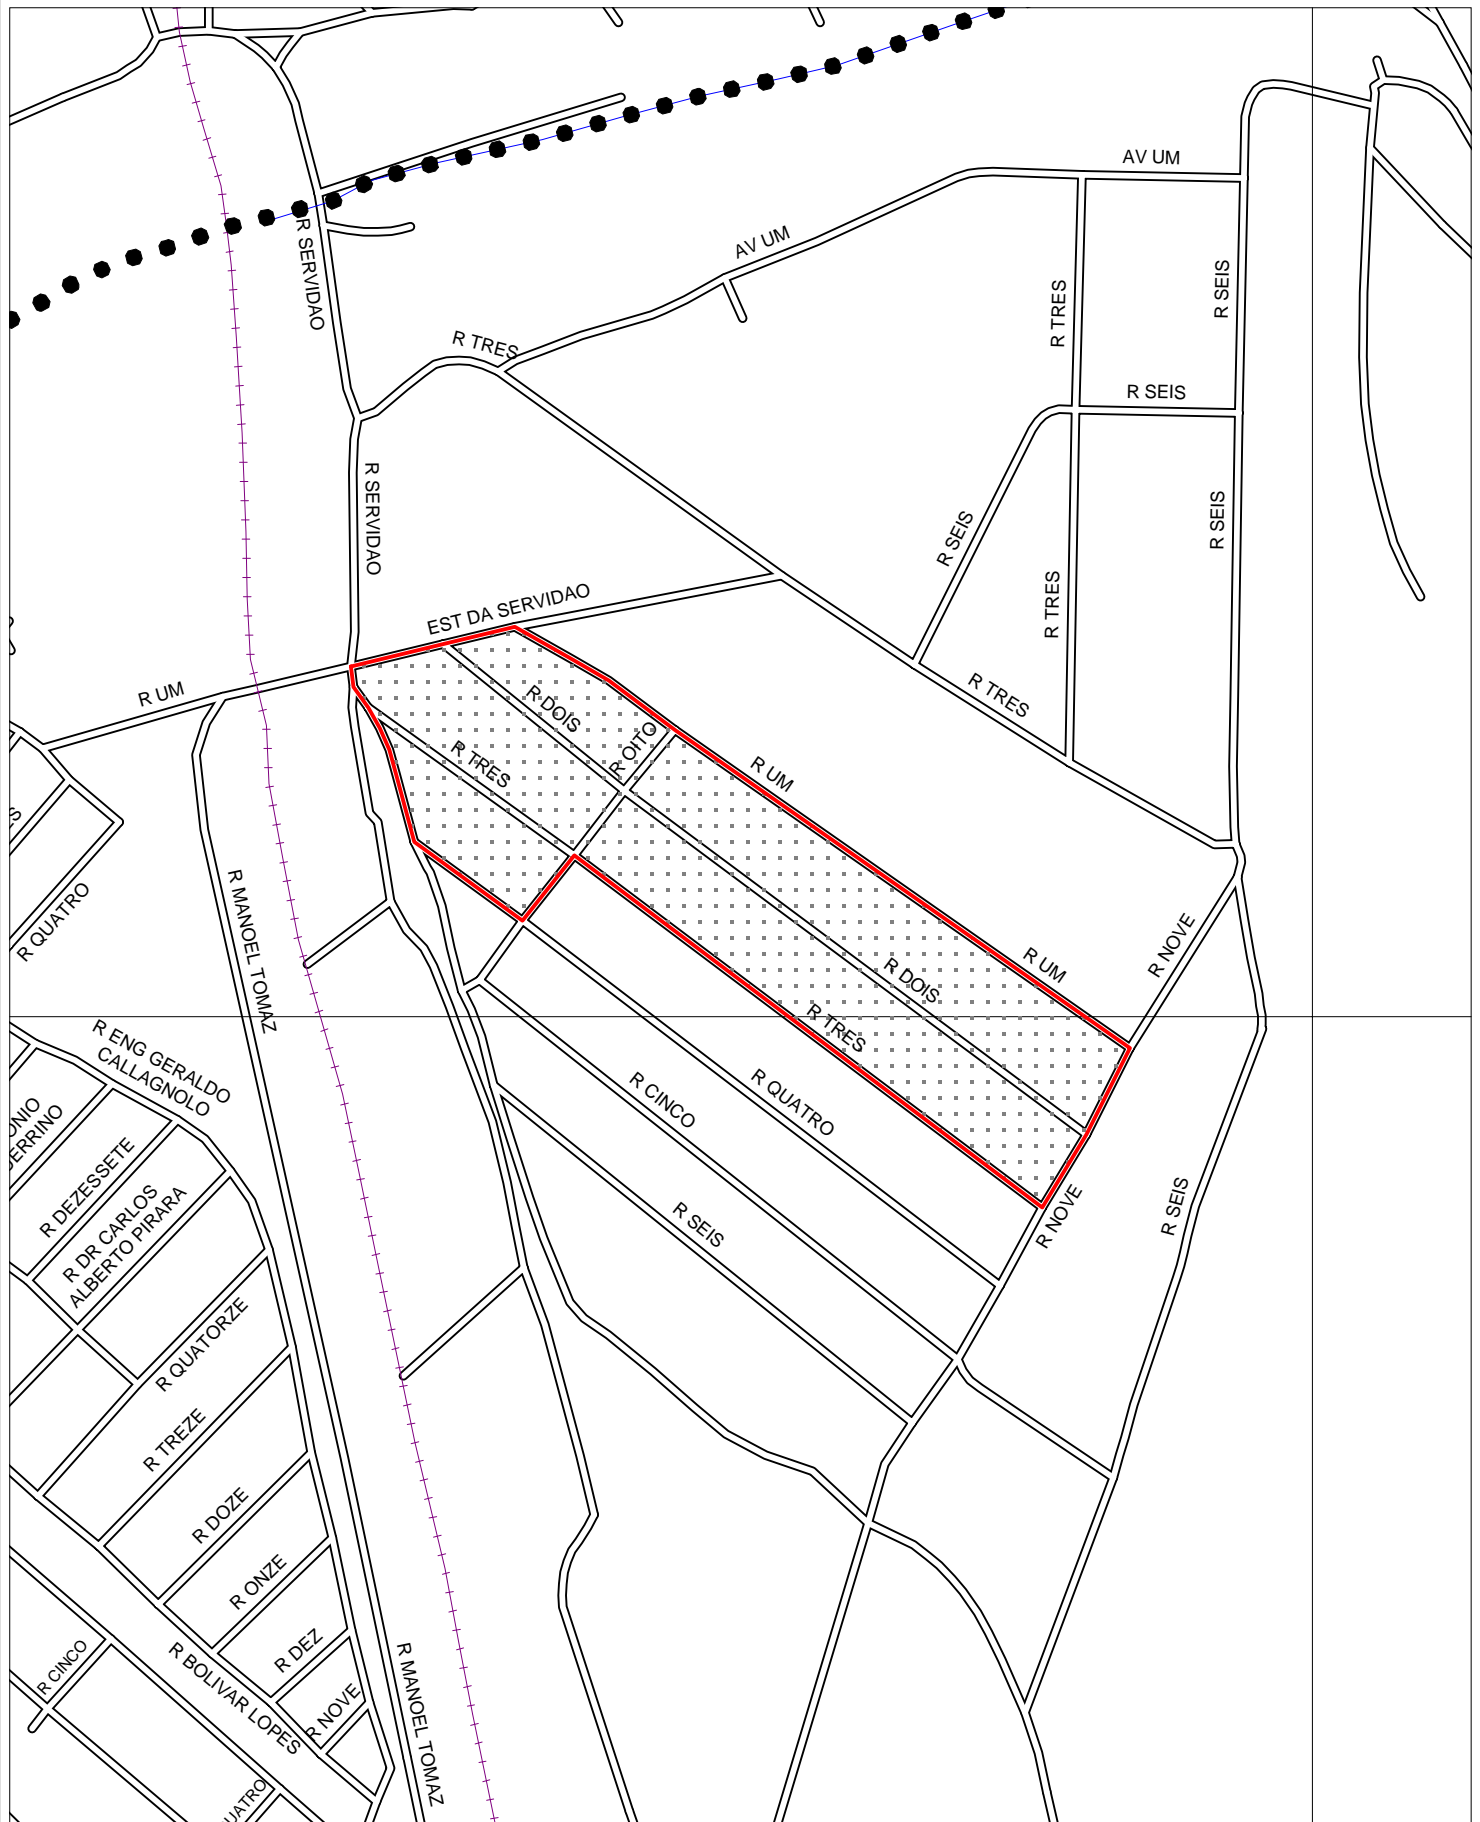 AV UM
R SERVIDAO
AV UM
R SEIS
R TRES
R TRES
R SEIS
R SERVIDAO
R SEIS
R SEIS
R TRES
EST DA SERVIDAO
R UM
R DOIS
R TRES
R OITO
R TRES
R UM
R QUATRO
R MANOEL TOMAZ
R NOVE
R UM
R DOIS
R TRES
R ENG GERALDO
CALLAGNOLO
R CINCO
R QUATRO
R DEZESSETE
R DR CARLOS
ALBERTO PIRARA
R SEIS
R NOVE
R SEIS
R QUATORZE
R TREZE
R DOZE
R ONZE
R DEZ
R CINCO
R BOLIVAR LOPES
R NOVE
R MANOEL TOMAZ